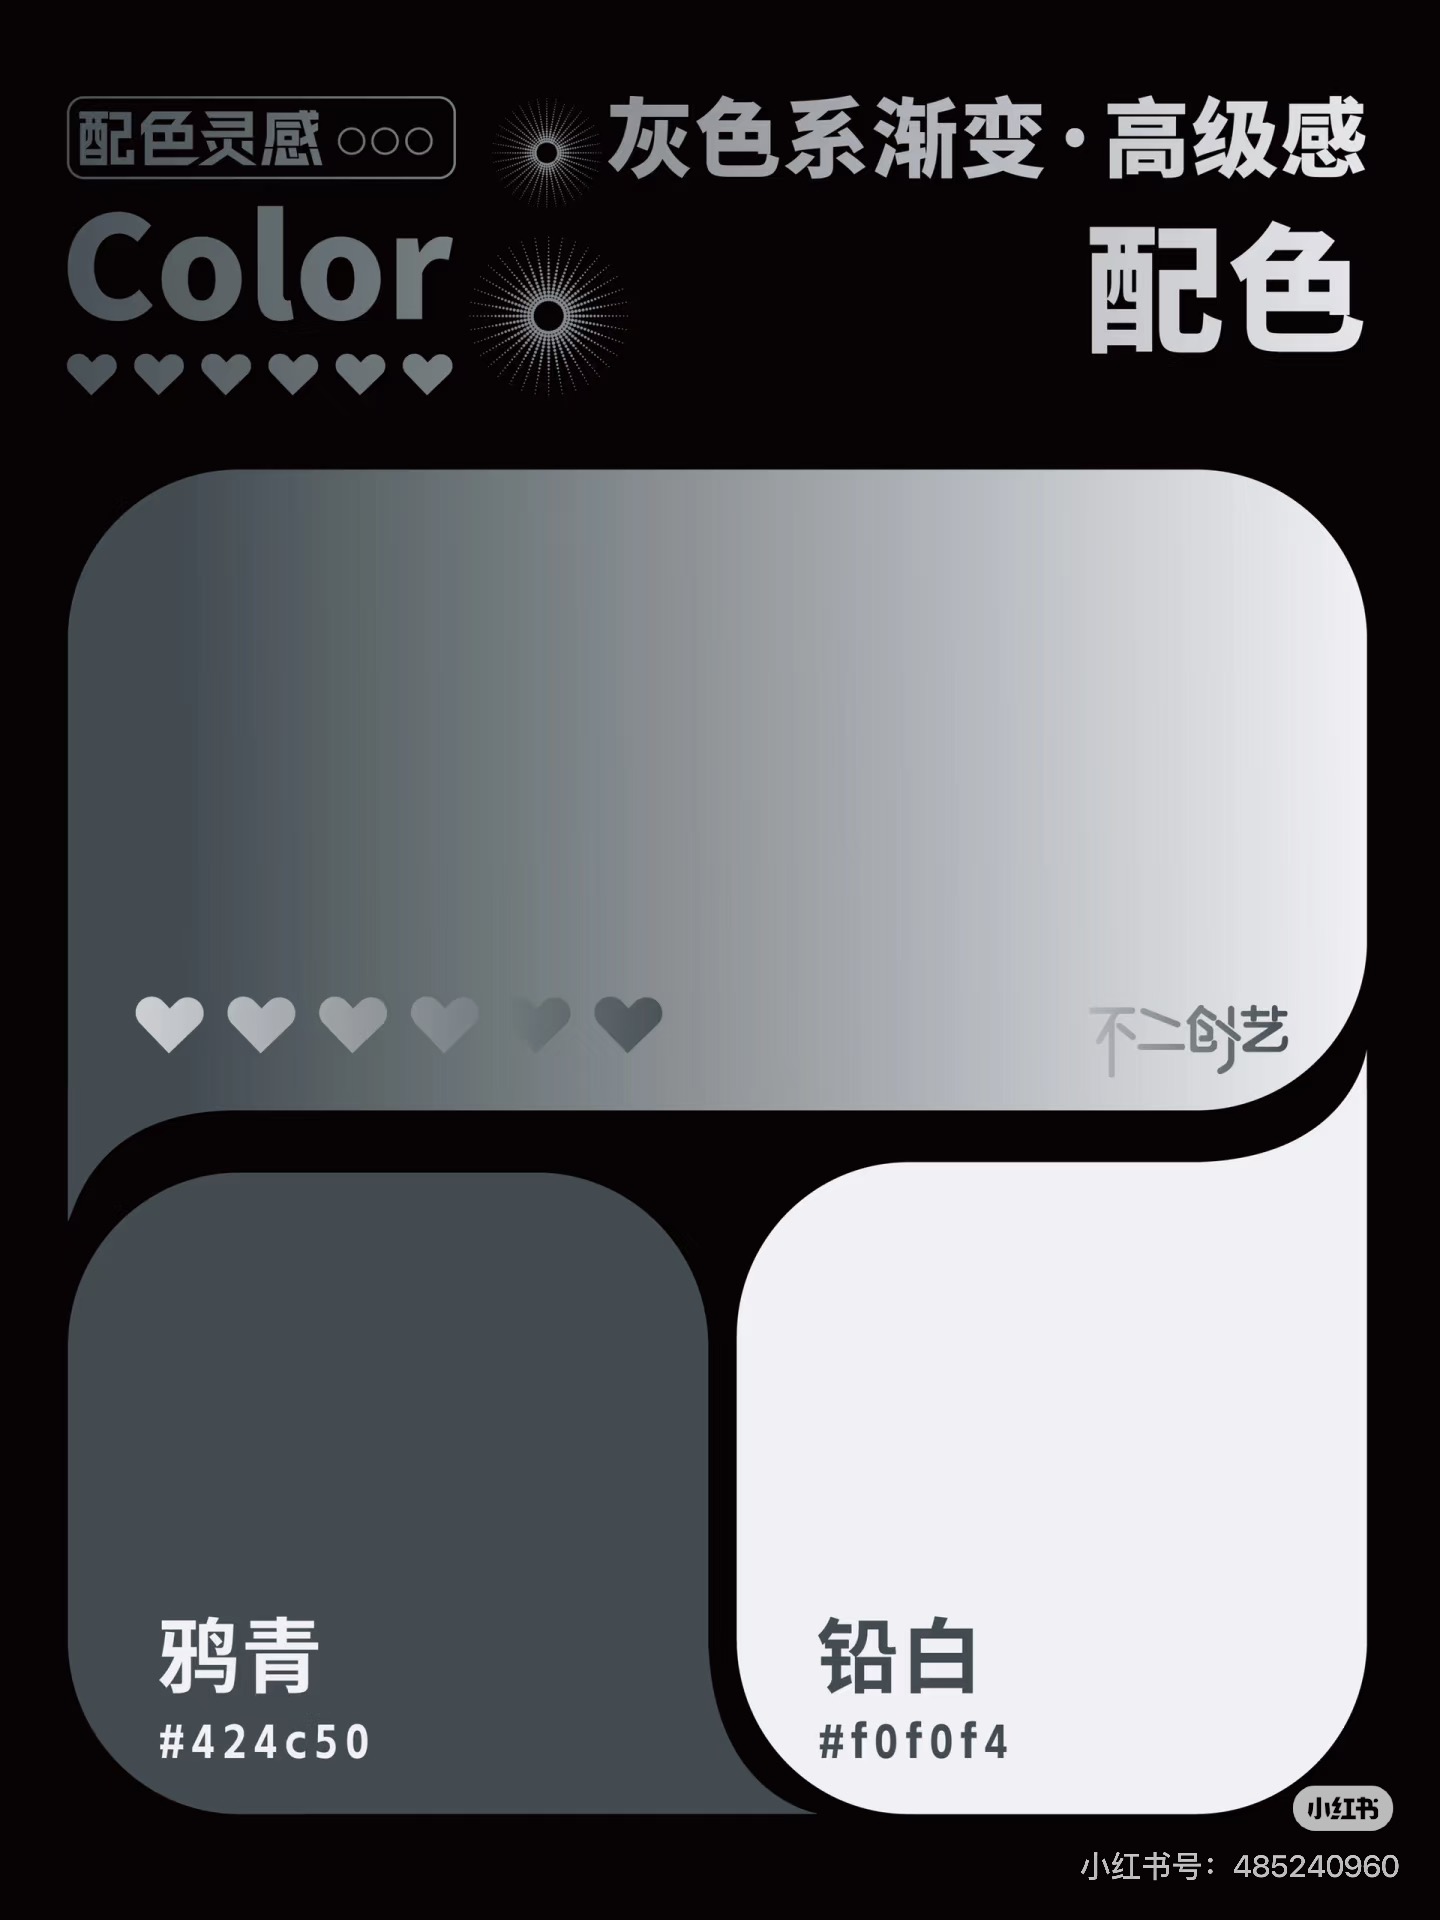 配色灵感 ○○○
Color
灰色系渐变·高级感
配色
不二创艺
鸦青
#424c50
铅白
#f0f0f4
小红书
小红书号：485240960